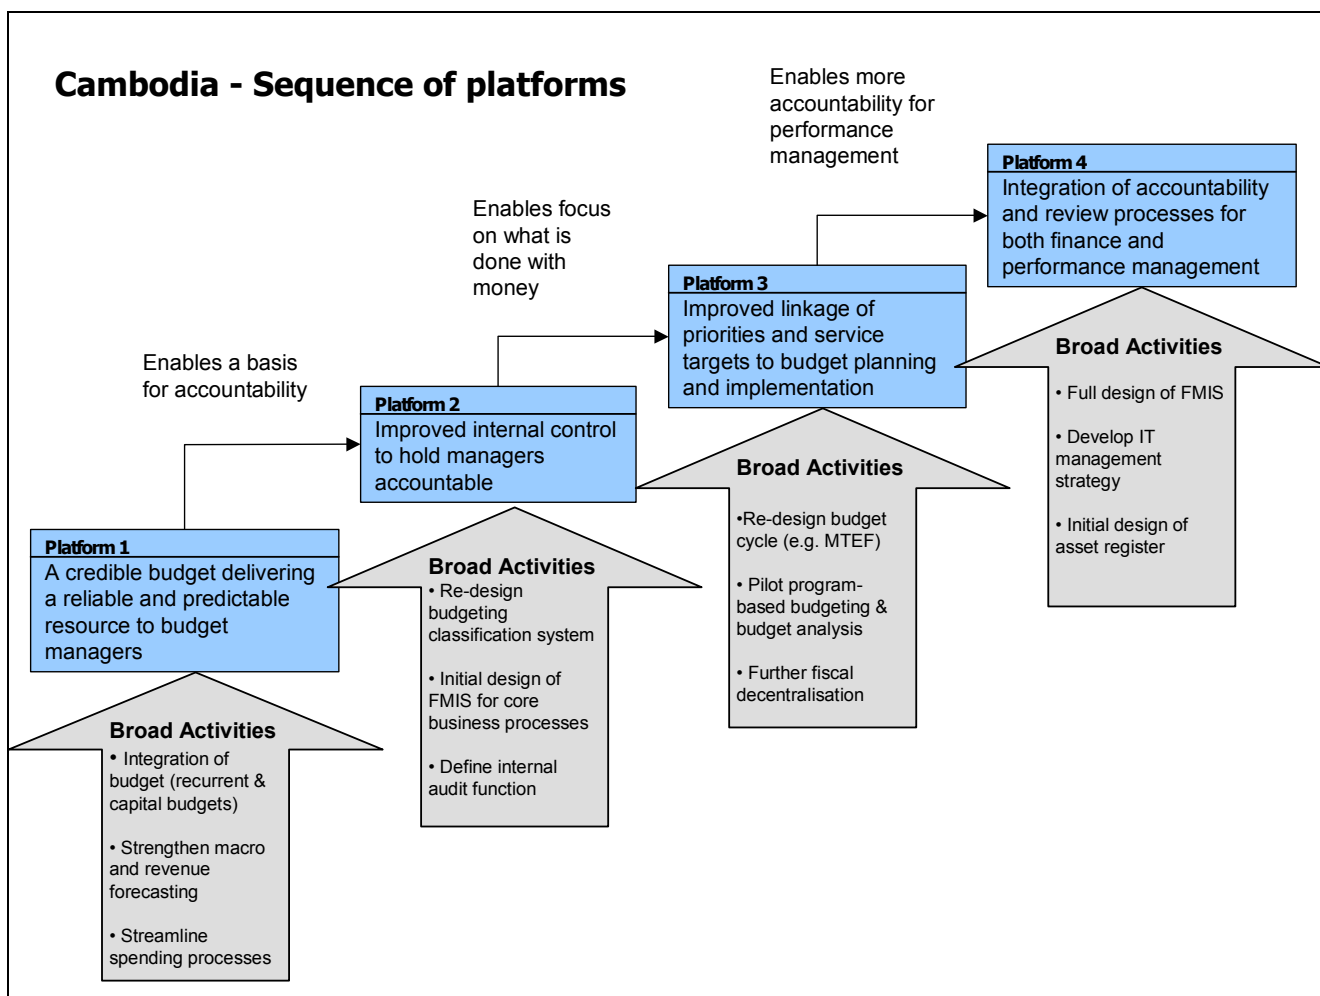 Cambodia - Sequence of platforms
Enables more
accountability for
performance
management
Platform 4
Integration of accountability
and review processes for
both finance and
performance management
Broad Activities
• Full design of FMIS
• Develop IT
management
strategy
• Initial design of
asset register
Enables focus
on what is
done with
money
Platform 3
Improved linkage of
priorities and service
targets to budget planning
and implementation
Broad Activities
•Re-design budget
cycle (e.g. MTEF)
• Pilot program-
based budgeting &
budget analysis
• Further fiscal
decentralisation
Enables a basis
for accountability
Platform 2
Improved internal control
to hold managers
accountable
Broad Activities
• Re-design
budgeting
classification system
• Initial design of
FMIS for core
business processes
• Define internal
audit function
Platform 1
A credible budget delivering
a reliable and predictable
resource to budget
managers
Broad Activities
• Integration of
budget (recurrent &
capital budgets)
• Strengthen macro
and revenue
forecasting
• Streamline
spending processes